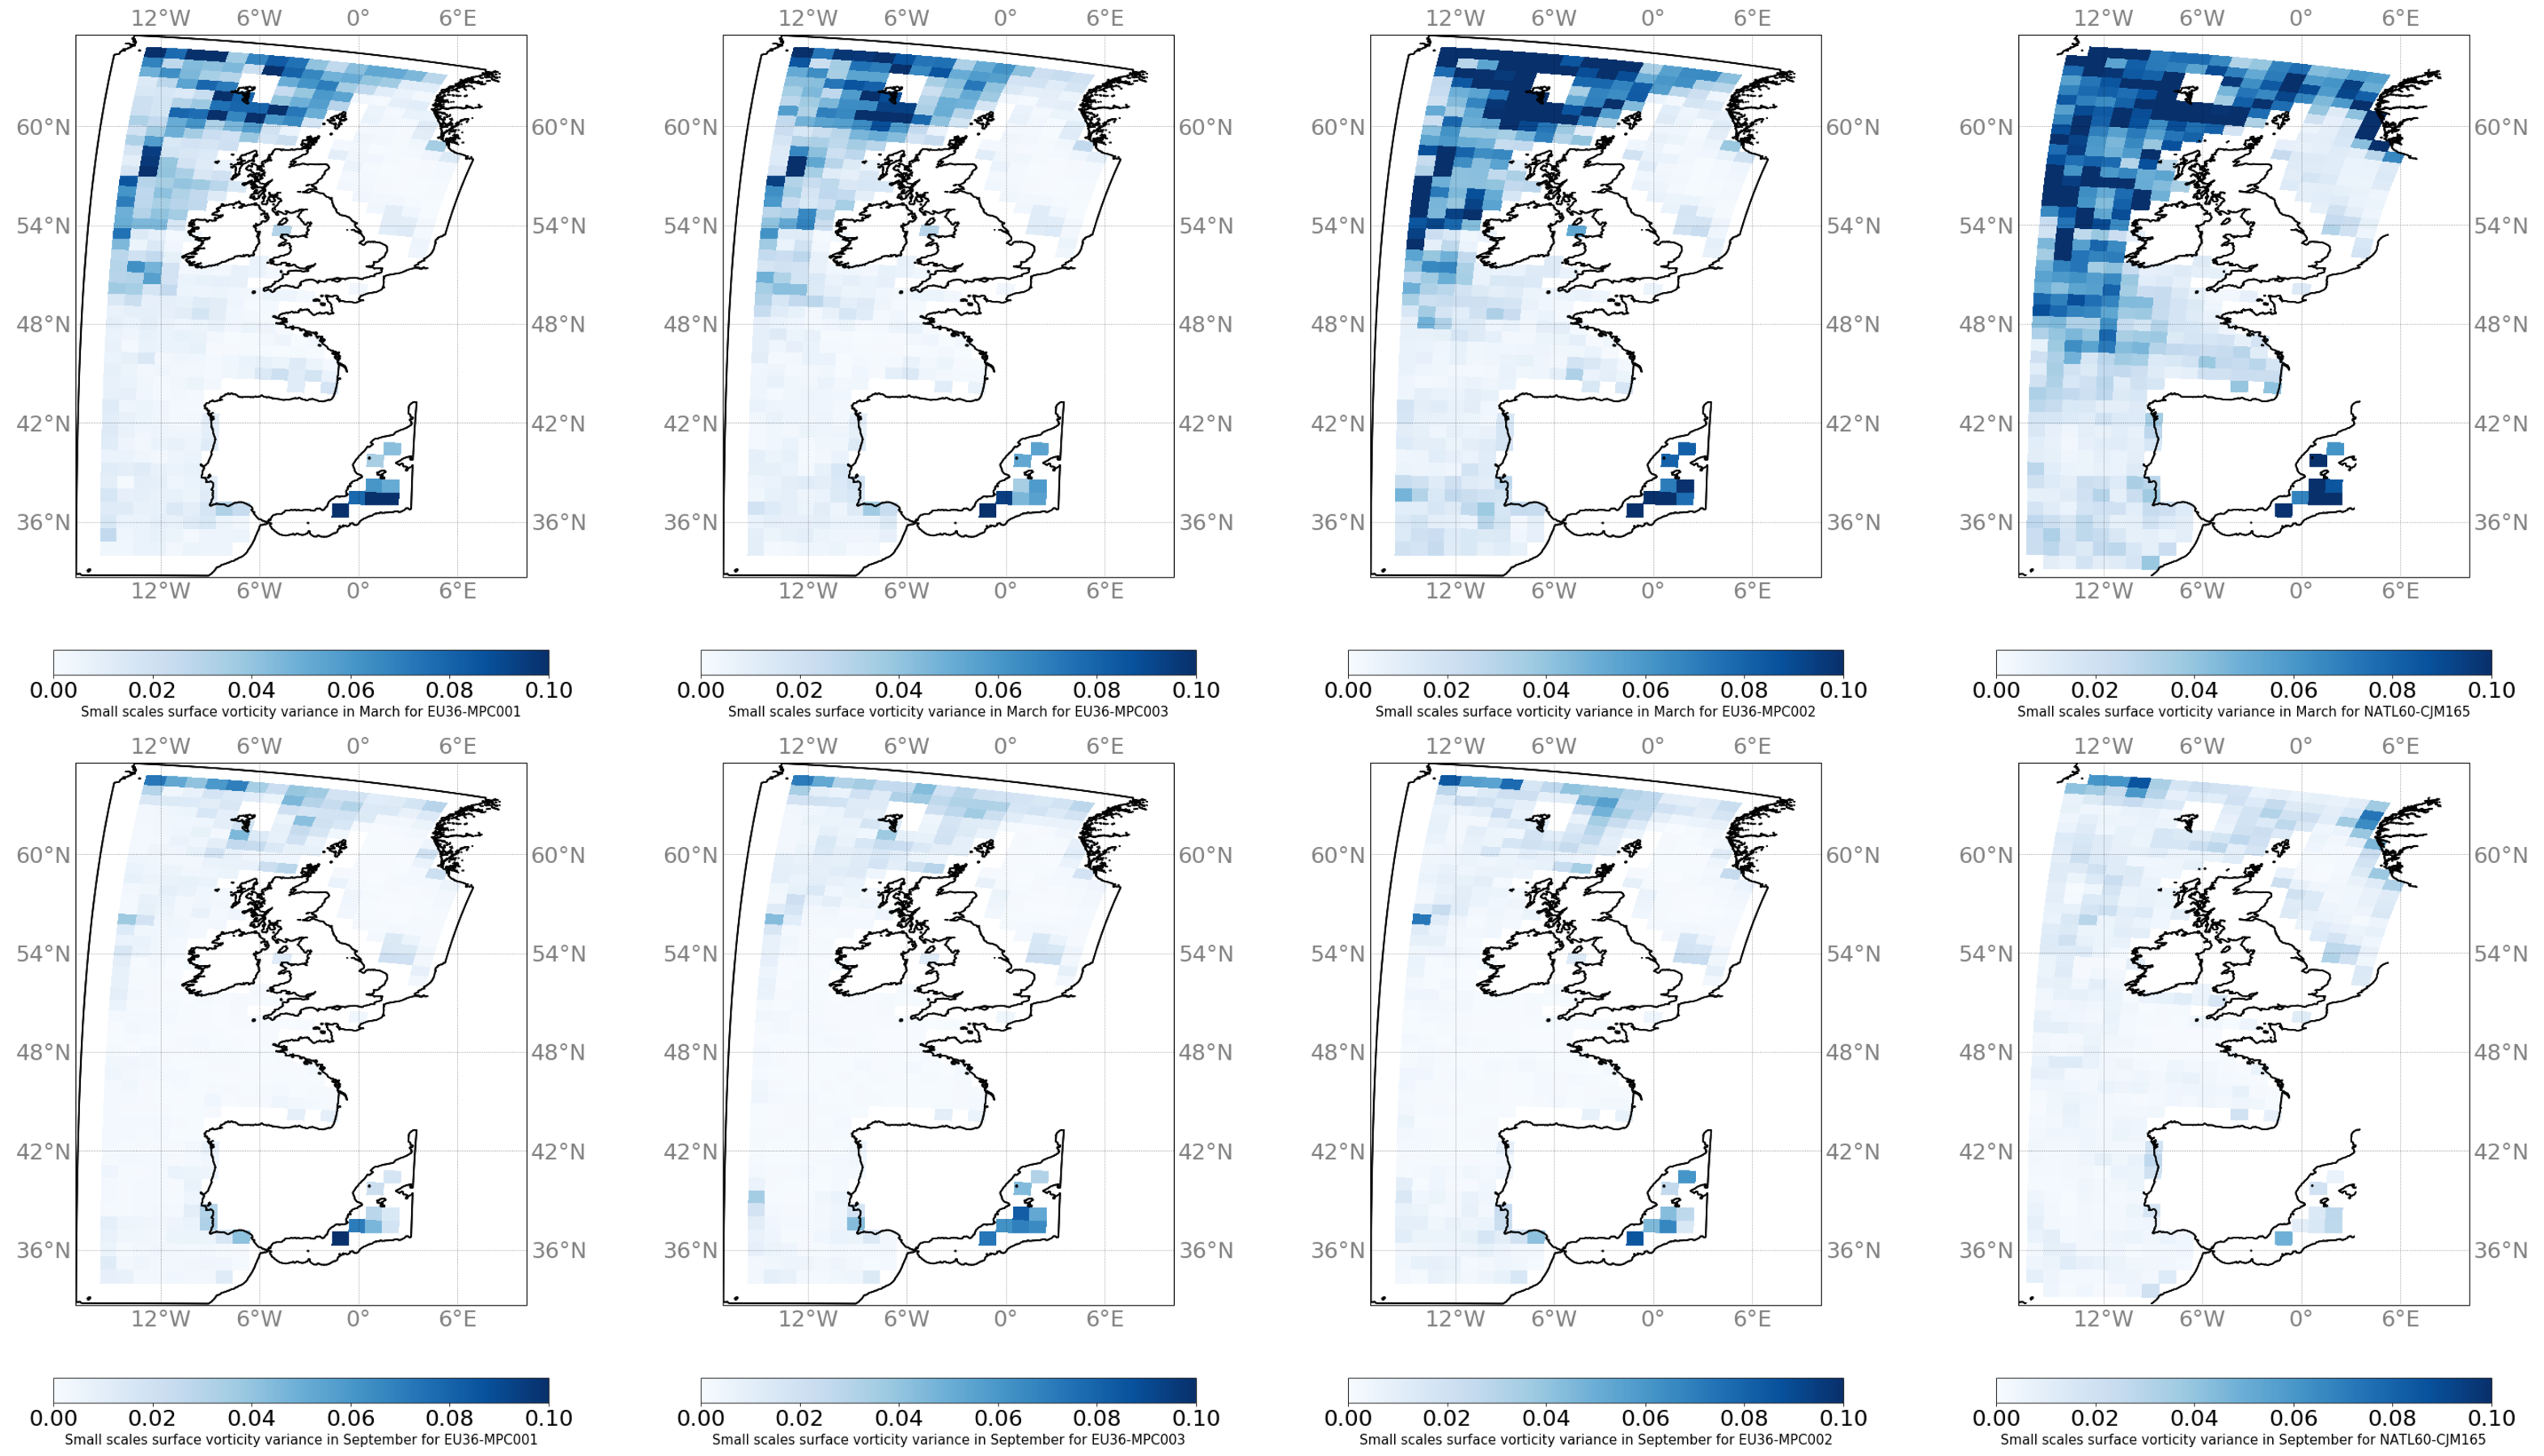 12°W 6°W 0° 6°E 12°W 6°W 0° 6°E 12°W 6°W 0° 6°E 12°W 6°W 0° 6°E
60°N 60°N 60°N 60°N 60°N 60°N 60°N 60°N
54°N 54°N 54°N 54°N 54°N 54°N 54°N 54°N
48°N 48°N 48°N 48°N 48°N 48°N 48°N 48°N
42°N 42°N 42°N 42°N 42°N 42°N 42°N 42°N
36°N 36°N 36°N 36°N 36°N 36°N 36°N 36°N
12°W 6°W 0° 6°E 12°W 6°W 0° 6°E 12°W 6°W 0° 6°E 12°W 6°W 0° 6°E
0.00 0.02 0.04 0.06 0.08 0.10 0.00 0.02 0.04 0.06 0.08 0.10 0.00 0.02 0.04 0.06 0.08 0.10 0.00 0.02 0.04 0.06 0.08 0.10
Small scales surface vorticity variance in March for EU36-MPC001 Small scales surface vorticity variance in March for EU36-MPC003 Small scales surface vorticity variance in March for EU36-MPC002 Small scales surface vorticity variance in March for NATL60-CJM165
12°W 6°W 0° 6°E 12°W 6°W 0° 6°E 12°W 6°W 0° 6°E 12°W 6°W 0° 6°E
60°N 60°N 60°N 60°N 60°N 60°N 60°N 60°N
54°N 54°N 54°N 54°N 54°N 54°N 54°N 54°N
48°N 48°N 48°N 48°N 48°N 48°N 48°N 48°N
42°N 42°N 42°N 42°N 42°N 42°N 42°N 42°N
36°N 36°N 36°N 36°N 36°N 36°N 36°N 36°N
12°W 6°W 0° 6°E 12°W 6°W 0° 6°E 12°W 6°W 0° 6°E 12°W 6°W 0° 6°E
0.00 0.02 0.04 0.06 0.08 0.10 0.00 0.02 0.04 0.06 0.08 0.10 0.00 0.02 0.04 0.06 0.08 0.10 0.00 0.02 0.04 0.06 0.08 0.10
Small scales surface vorticity variance in September for EU36-MPC001 Small scales surface vorticity variance in September for EU36-MPC003 Small scales surface vorticity variance in September for EU36-MPC002 Small scales surface vorticity variance in September for NATL60-CJM165